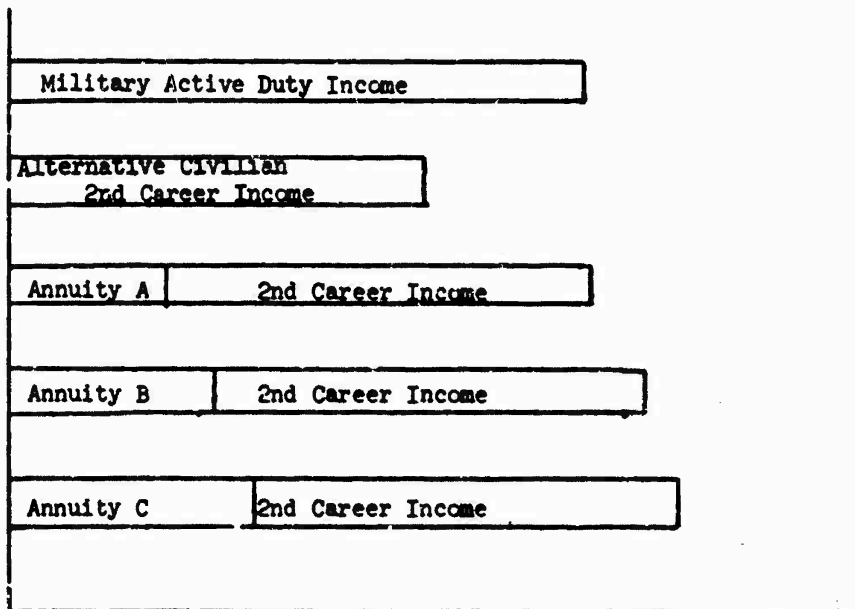 Military Active Duty Income
Alternative Civilian
2nd Career Income
Annuity A 2nd Career Income
Annuity B 2nd Career Income
Annuity C 2nd Career Income